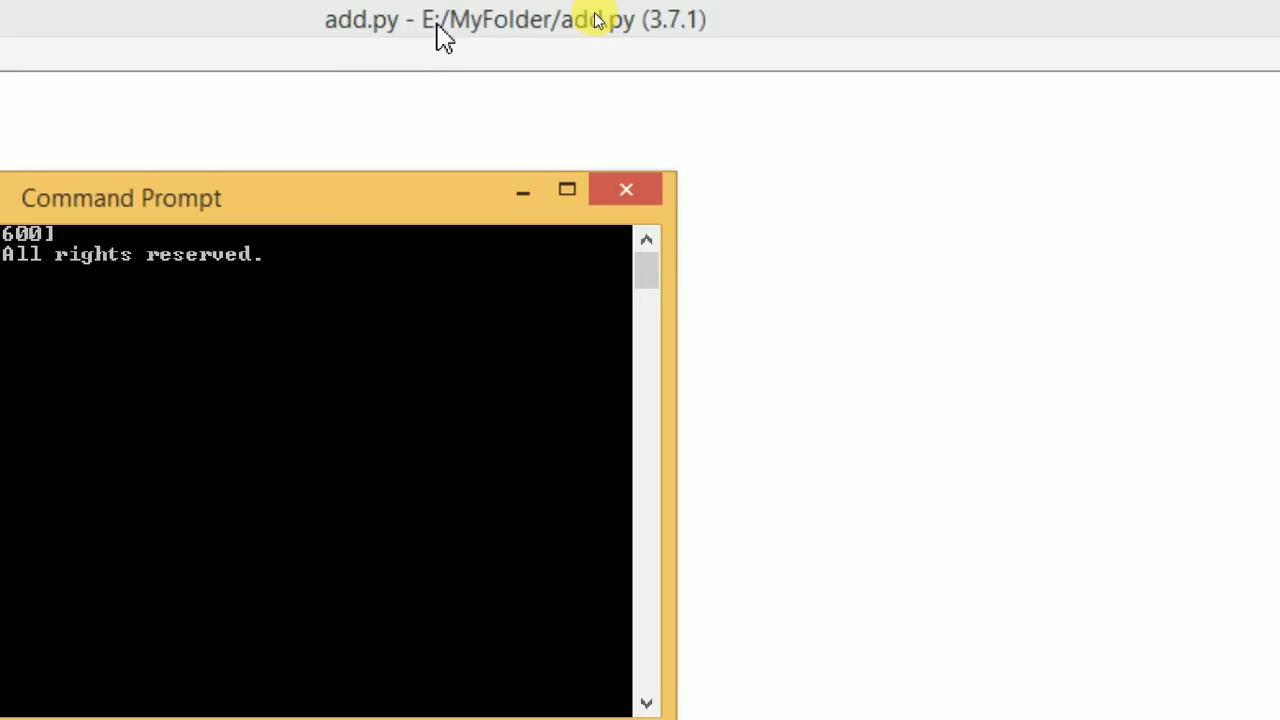 add.py - E:/MyFolder/add.py (3.7.1)
Command Prompt
600]
All rights reserved.